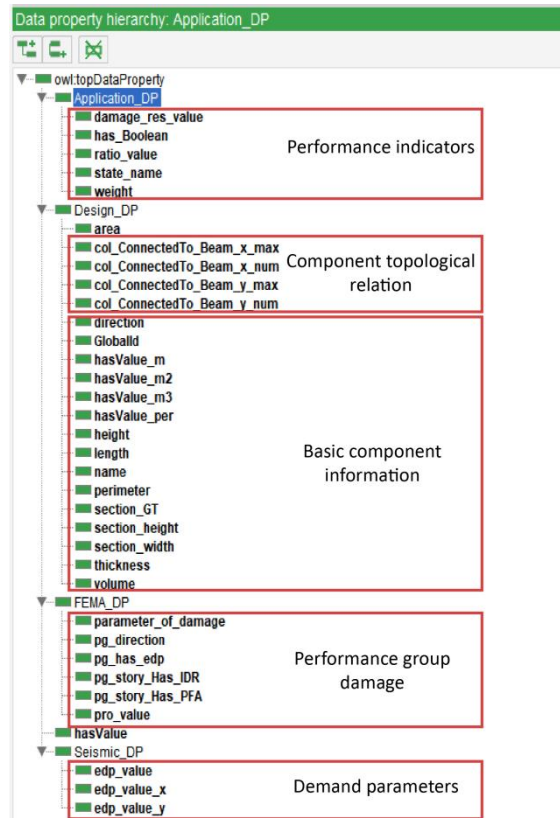 Data property hierarchy: Application_DP
owl:topDataProperty
Application_DP
damage_res_value
has_Boolean
ratio_value
state_name
weight
Performance indicators
Design_DP
area
col_ConnectedTo_Beam_x_max
col_ConnectedTo_Beam_x_num
col_ConnectedTo_Beam_y_max
col_ConnectedTo_Beam_y_num
Component topological
relation
direction
GlobalId
hasValue_m
hasValue_m2
hasValue_m3
hasValue_per
height
length
name
perimeter
section_GT
section_height
section_width
thickness
volume
Basic component
information
FEMA_DP
parameter_of_damage
pg_direction
pg_has_edp
pg_story_Has_IDR
pg_story_Has_PFA
pro_value
Performance group
damage
hasValue
Seismic_DP
edp_value
edp_value_x
edp_value_y
Demand parameters